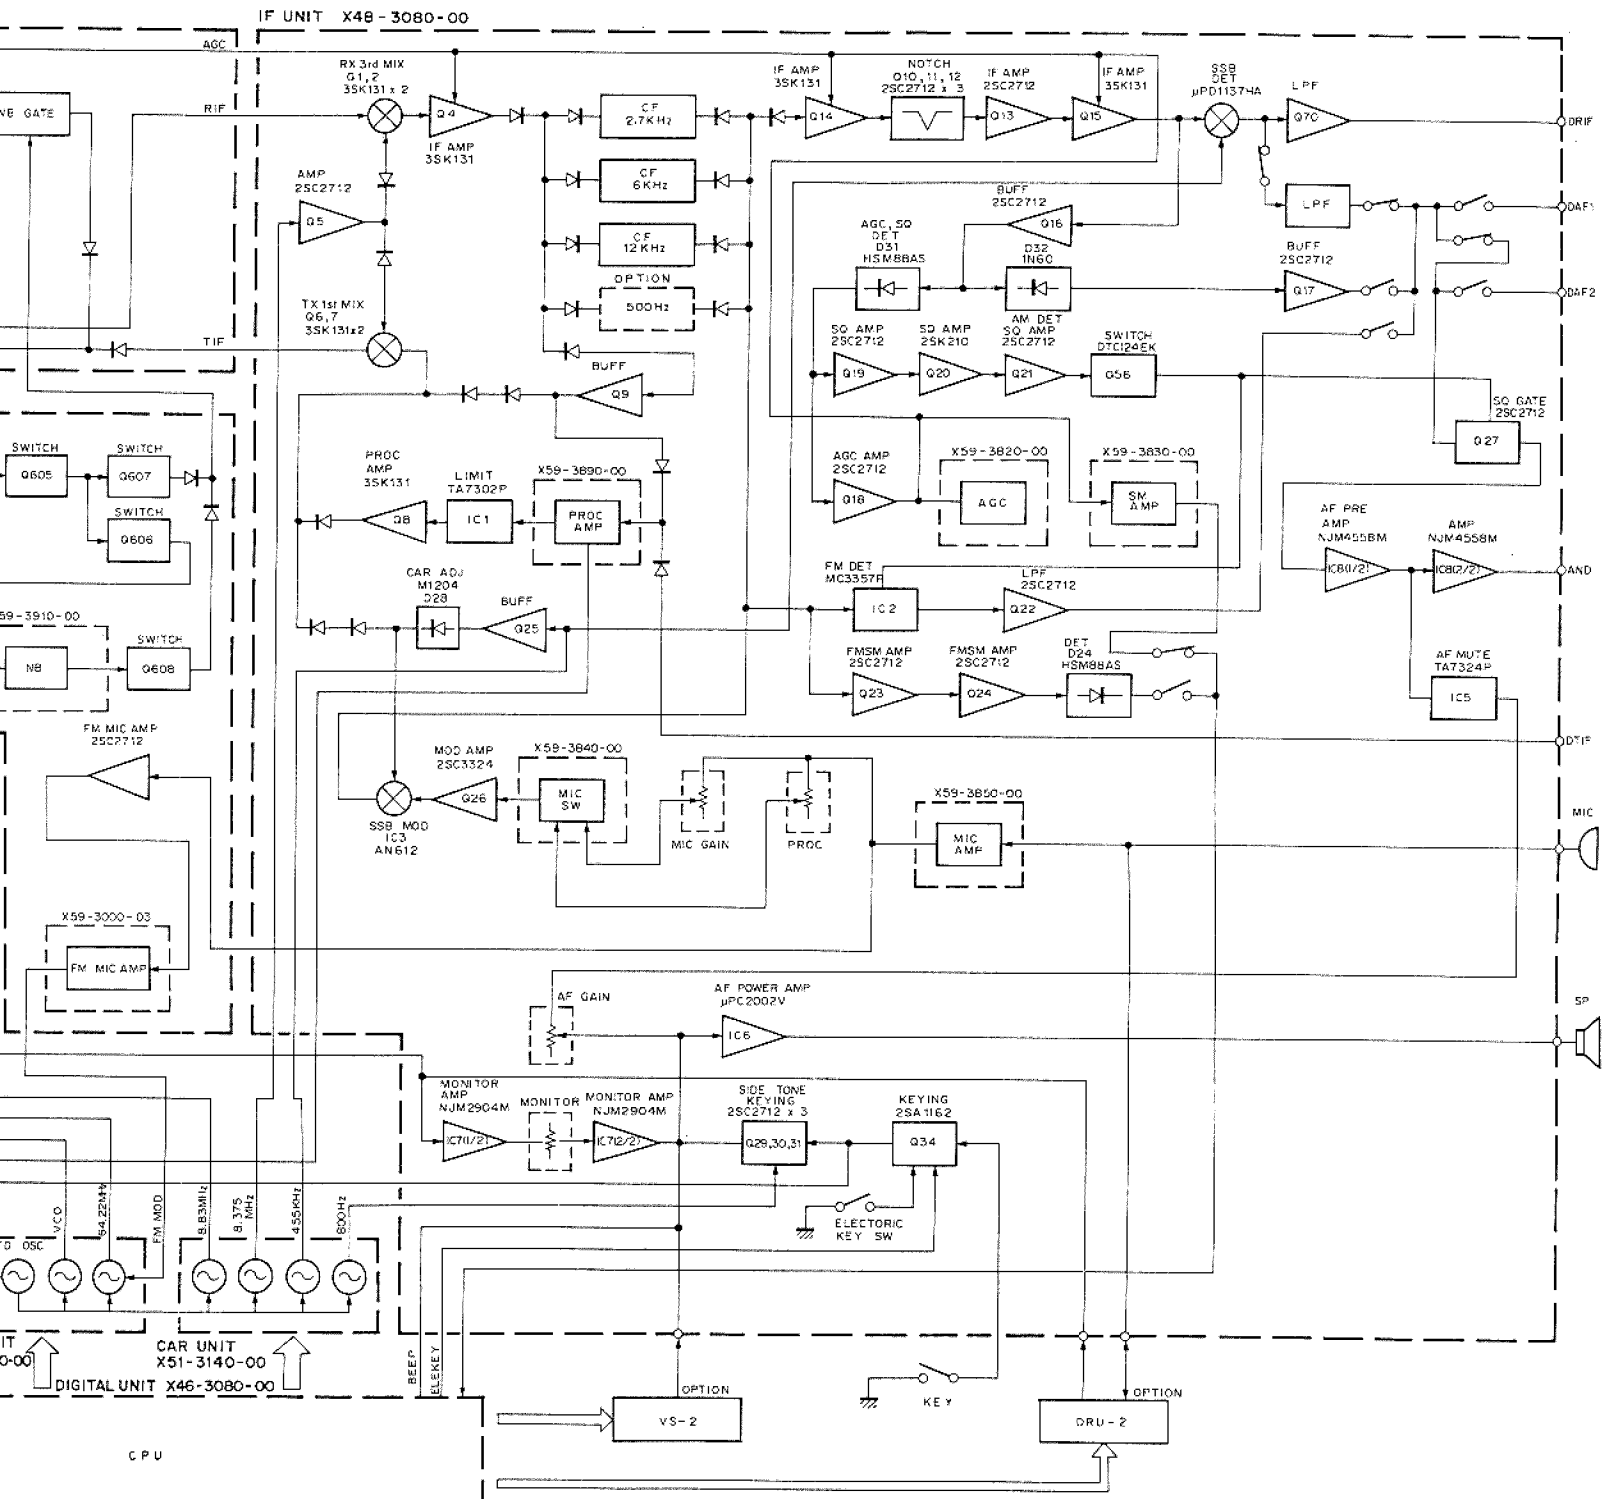 IF UNIT X48-3080-00
AGC
RX 3rd MIX
Q1,2
3SK131 x 2
RIF
GATE
Q4
IF AMP
3SK131
CF
2.7KHz
CF
6KHz
CF
12KHz
OPTION
500Hz
IF AMP
3SK131
Q14
NOTCH
Q10,11,12
2SC2712 x 3
IF AMP
2SC2712
Q13
IF AMP
3SK131
Q15
SSB
DET
µPD1137HA
LPF
Q70
DRIF
AMP
2SC2712
Q5
LPF
DAF1
BUFF
2SC2712
Q16
AGC,SQ
DET
D31
HSM88AS
D32
1N60
AM DET
BUFF
2SC2712
Q17
DAF2
TX 1st MIX
Q6,7
3SK131x2
TIF
SQ AMP
2SC2712
Q19
SQ AMP
2SK210
Q20
SQ AMP
2SC2712
Q21
SWITCH
DTC124EK
Q56
BUFF
Q9
SQ GATE
2SC2712
Q27
SWITCH
Q605
SWITCH
Q607
SWITCH
Q606
PROC
AMP
3SK131
Q8
LIMIT
TA7302P
IC1
X59-3890-00
PROC
AMP
AGC AMP
2SC2712
Q18
X59-3820-00
AGC
X59-3830-00
SM
AMP
AF PRE
AMP
NJM4558M
IC8(1/2)
AMP
NJM4558M
IC8(2/2)
AND
CAR ADJ
M1204
D28
BUFF
Q25
FM DET
MC3357P
IC2
LPF
2SC2712
Q22
59-3910-00
NB
SWITCH
Q608
FMSM AMP
2SC2712
Q23
FMSM AMP
2SC2712
Q24
DET
D24
HSM88AS
AF MUTE
TA7324P
IC5
FM MIC AMP
2SC2712
DTIF
MOD AMP
2SC3324
Q26
X59-3840-00
MIC
SW
SSB MOD
IC3
AN612
MIC GAIN
PROC
X59-3850-00
MIC
AMP
MIC
X59-3000-03
FM MIC AMP
AF GAIN
AF POWER AMP
µPC2002V
IC6
SP
MONITOR
AMP
NJM2904M
IC7(1/2)
MONITOR
MONITOR AMP
NJM2904M
IC7(2/2)
SIDE TONE
KEYING
2SC2712 x 3
Q29,30,31
KEYING
2SA1162
Q34
ELECTORIC
KEY SW
VCO
64.22MHz
FM MOD
8.83MHz
8.375
MHz
455KHz
800Hz
OSC
CAR UNIT
X51-3140-00
DIGITAL UNIT X46-3080-00
BEEP
ELEKEY
KEY
OPTION
VS-2
OPTION
DRU-2
CPU